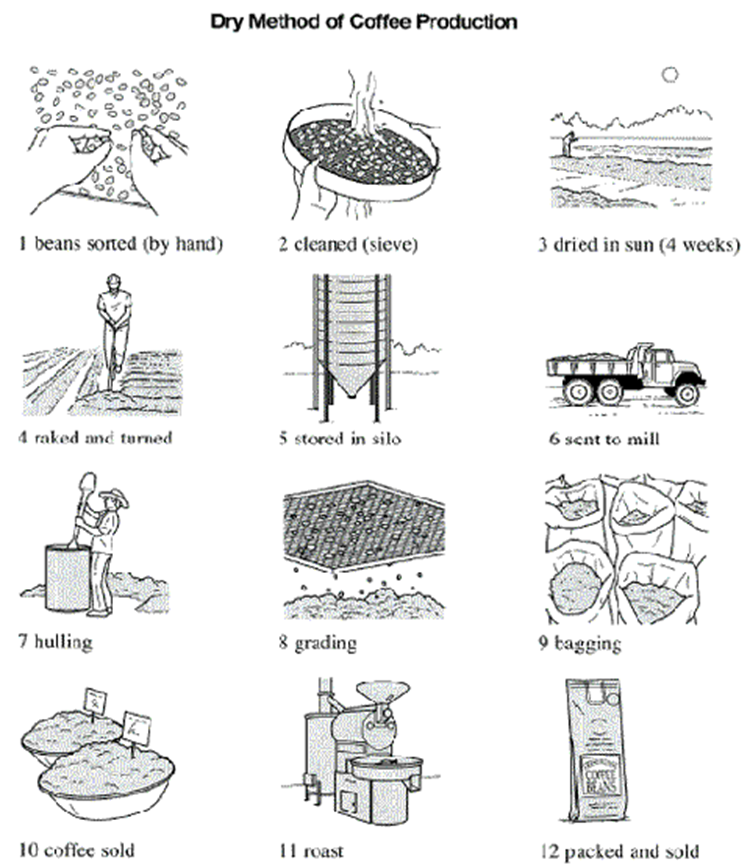 Dry Method of Coffee Production
1 beans sorted (by hand)
2 cleaned (sieve)
3 dried in sun (4 weeks)
4 raked and turned
5 stored in silo
6 sent to mill
7 hulling
8 grading
9 bagging
10 coffee sold
11 roast
COFFEE
BEANS
12 packed and sold